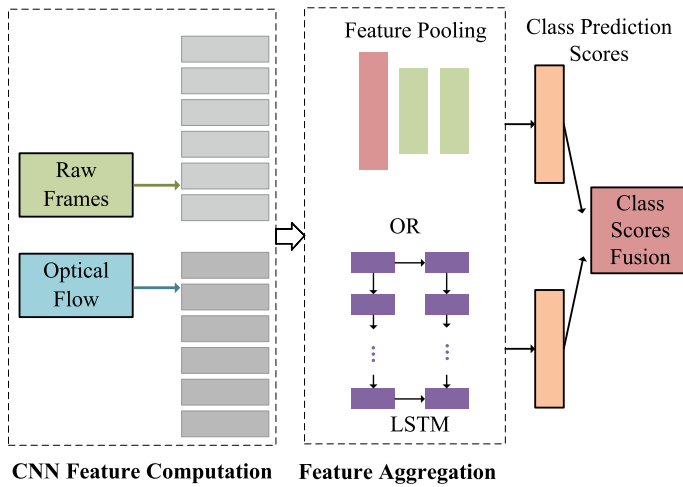 Raw
Frames
Optical
Flow
CNN Feature Computation
Feature Pooling
OR
LSTM
Feature Aggregation
Class Prediction
Scores
Class
Scores
Fusion